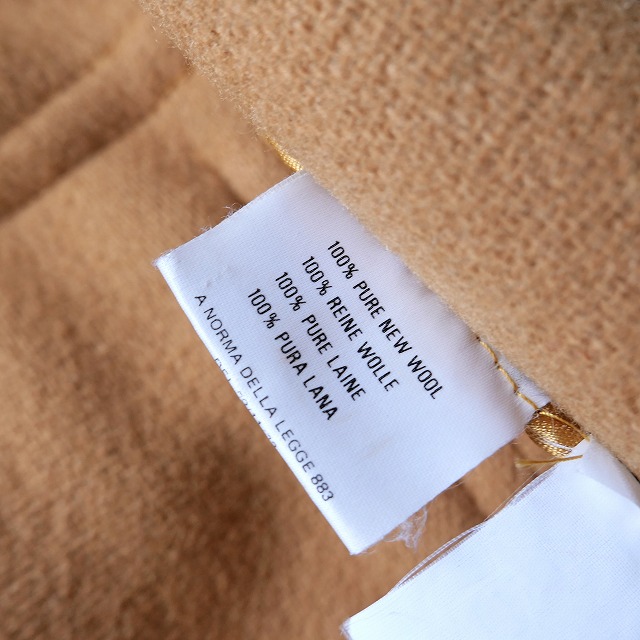 100% PURE NEW WOOL
100% REINE WOLLE
100% PURE LAINE
100% PURA LANA
A NORMA DELLA LEGGE 883